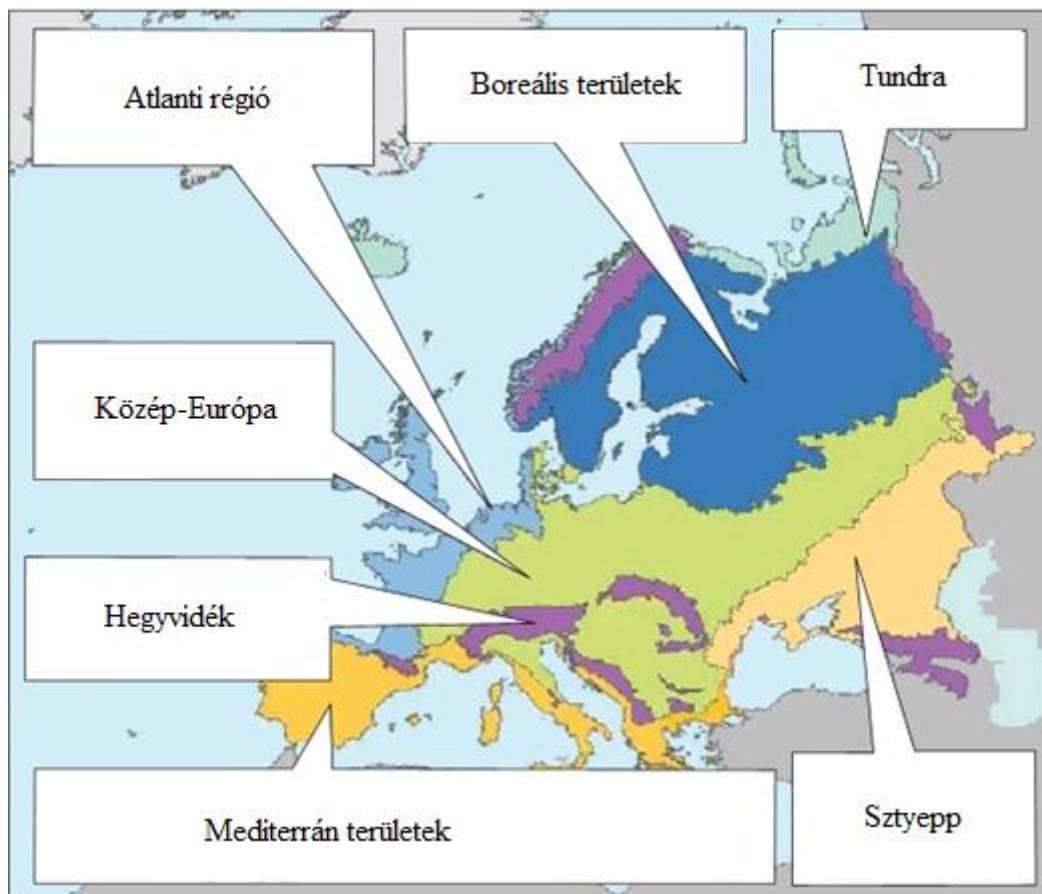 Atlanti régió
Boreális területek
Tundra
Közép-Európa
Hegyvidék
Mediterrán területek
Sztyepp